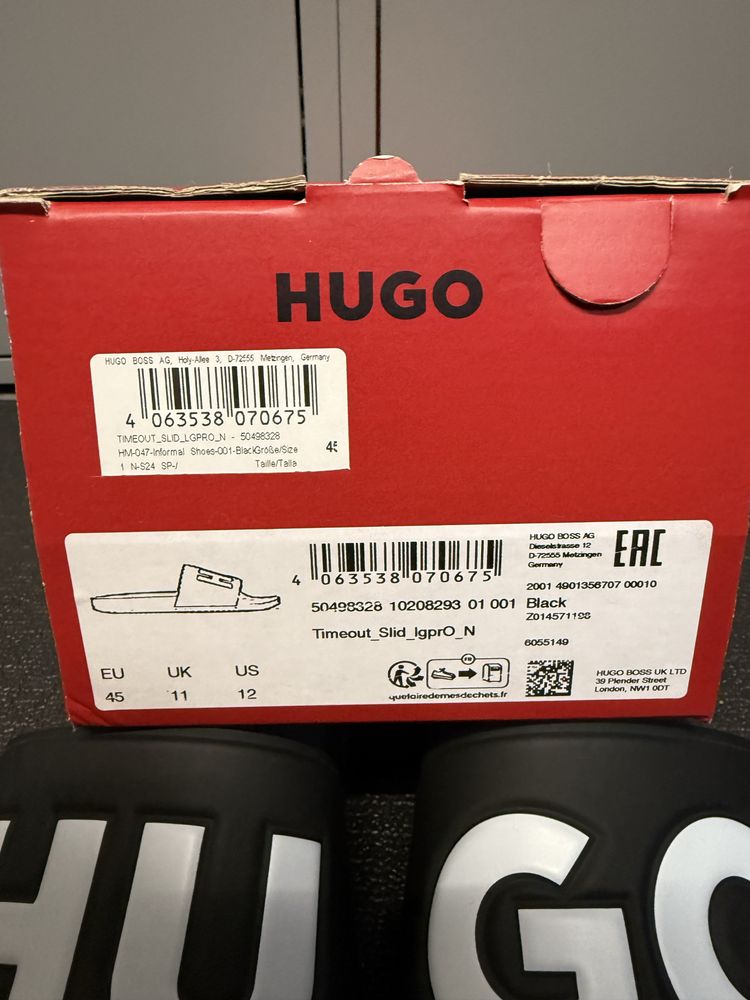 HUGO
HUGO BOSS AG, Holy-Allee 3, D-72555 Metzingen, Germany
4 063538 070675
TIMEOUT_SLID_LGPRO_N - 50498328
HM-047-Informal Shoes-001-BlackGröße/Size 45
1 N-S24 SP-/ Taille/Talla
4 063538 070675
HUGO BOSS AG
Dieselstrasse 12
D-72555 Metzingen
Germany
EAC
2001 4901356707 00010
50498328 10208293 01 001 Black
Z014571198
Timeout_Slid_lgprO_N
6055149
EU UK US
45 11 12
FR
quefairedemesdechets.fr
HUGO BOSS UK LTD
39 Plender Street
London, NW1 0DT
HU GO